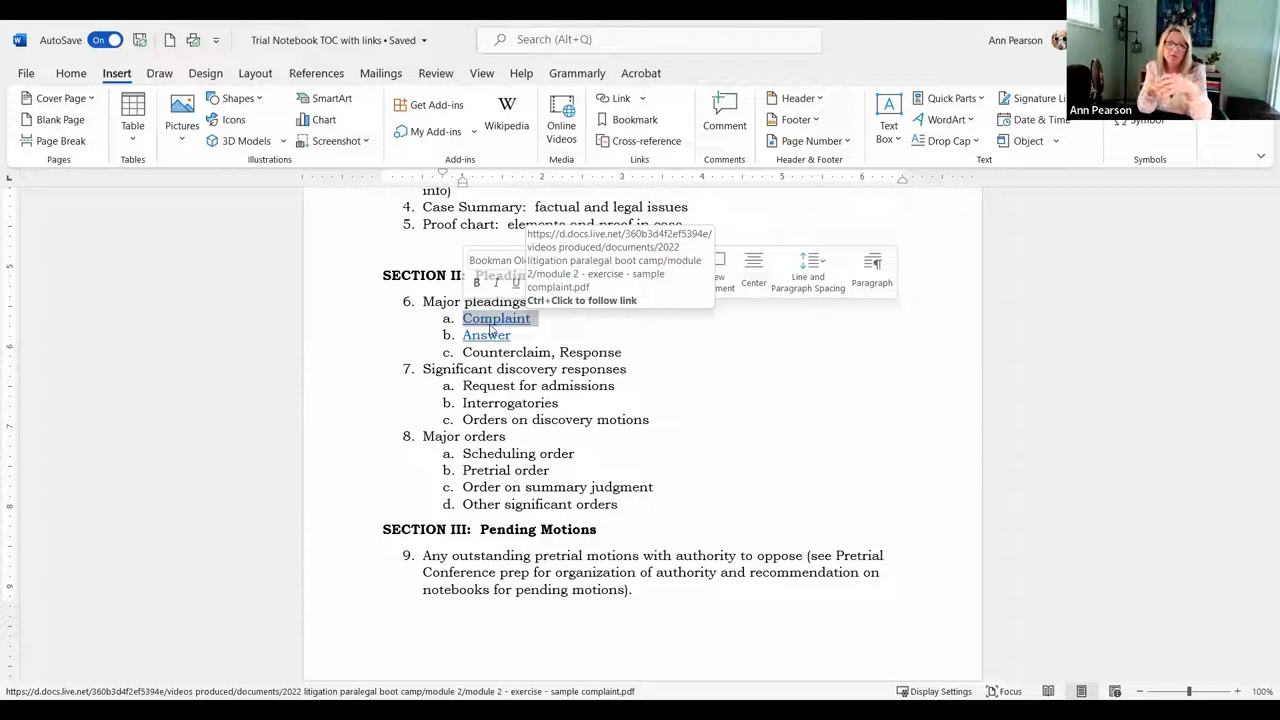 AutoSave On Trial Notebook TOC with links • Saved Search (Alt+Q) Ann Pearson
File Home Insert Draw Design Layout References Mailings Review View Help Grammarly Acrobat
Cover Page
Blank Page
Page Break
Pages
Table
Tables
Pictures
Shapes
Icons
3D Models
SmartArt
Chart
Screenshot
Illustrations
Get Add-ins
My Add-ins
Wikipedia
Add-ins
Online
Videos
Media
Link
Bookmark
Cross-reference
Links
Comment
Comments
Header
Footer
Page Number
Header & Footer
Text
Box
Quick Parts
WordArt
Drop Cap
Signature Li
Date & Time
Object
Text
Symbol
Symbols
Ann Pearson
1 2 3 4 5 6
info)
4. Case Summary: factual and legal issues
5. Proof chart: elements and proof in case
https://d.docs.live.net/360b3d4f2ef5394e/
videos produced/documents/2022
litigation paralegal boot camp/module
2/module 2 - exercise - sample
complaint.pdf
Ctrl+Click to follow link
Bookman Ol
B I U
Center
Line and
Paragraph Spacing
Paragraph
SECTION II: Pleadin
6. Major pleadings
a. Complaint
b. Answer
c. Counterclaim, Response
7. Significant discovery responses
a. Request for admissions
b. Interrogatories
c. Orders on discovery motions
8. Major orders
a. Scheduling order
b. Pretrial order
c. Order on summary judgment
d. Other significant orders
SECTION III: Pending Motions
9. Any outstanding pretrial motions with authority to oppose (see Pretrial
Conference prep for organization of authority and recommendation on
notebooks for pending motions).
https://d.docs.live.net/360b3d4f2ef5394e/videos produced/documents/2022 litigation paralegal boot camp/module 2/module 2 - exercise - sample complaint.pdf
Display Settings Focus 100%